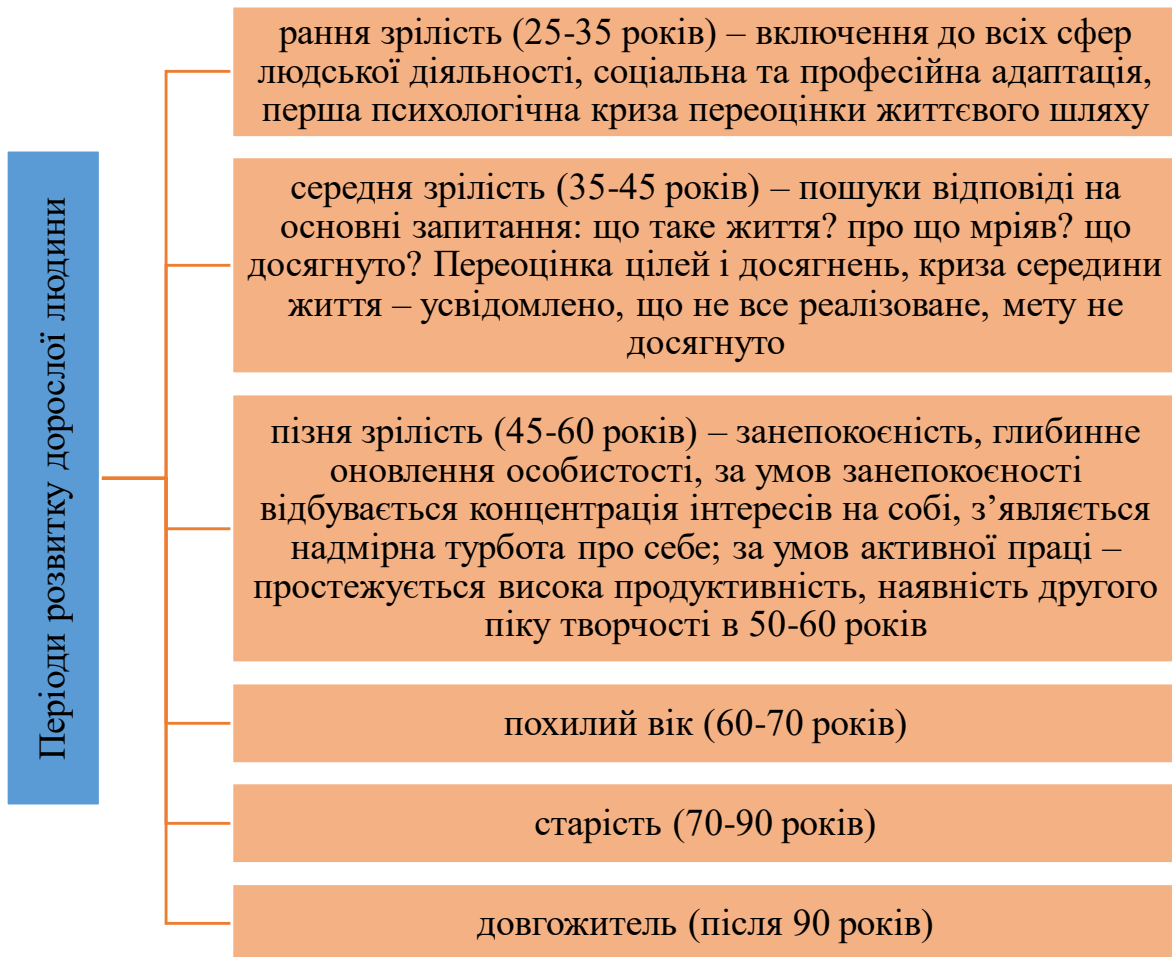 Періоди розвитку дорослої людини
рання зрілість (25-35 років) – включення до всіх сфер
людської діяльності, соціальна та професійна адаптація,
перша психологічна криза переоцінки життєвого шляху
середня зрілість (35-45 років) – пошуки відповіді на
основні запитання: що таке життя? про що мріяв? що
досягнуто? Переоцінка цілей і досягнень, криза середини
життя – усвідомлено, що не все реалізоване, мету не
досягнуто
пізня зрілість (45-60 років) – занепокоєність, глибинне
оновлення особистості, за умов занепокоєності
відбувається концентрація інтересів на собі, з’являється
надмірна турбота про себе; за умов активної праці –
простежується висока продуктивність, наявність другого
піку творчості в 50-60 років
похилий вік (60-70 років)
старість (70-90 років)
довгожитель (після 90 років)